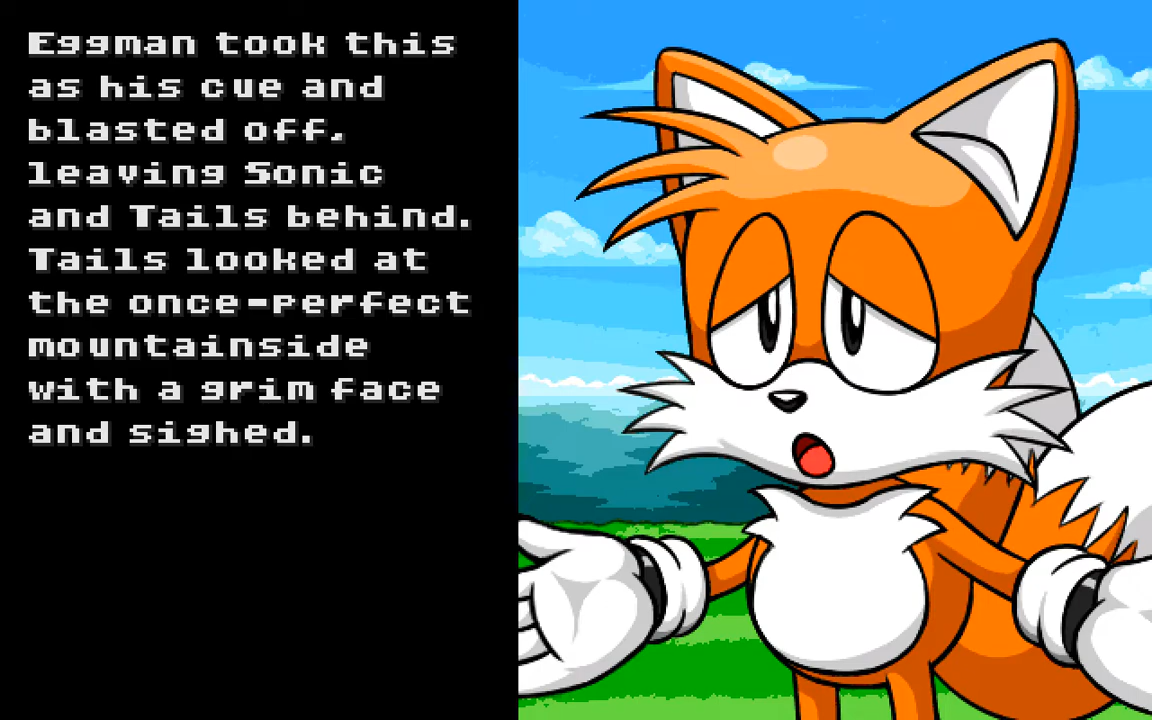 Eggman took this
as his cue and
blasted off,
leaving Sonic
and Tails behind.
Tails looked at
the once-perfect
mountainside
with a grim face
and sighed.